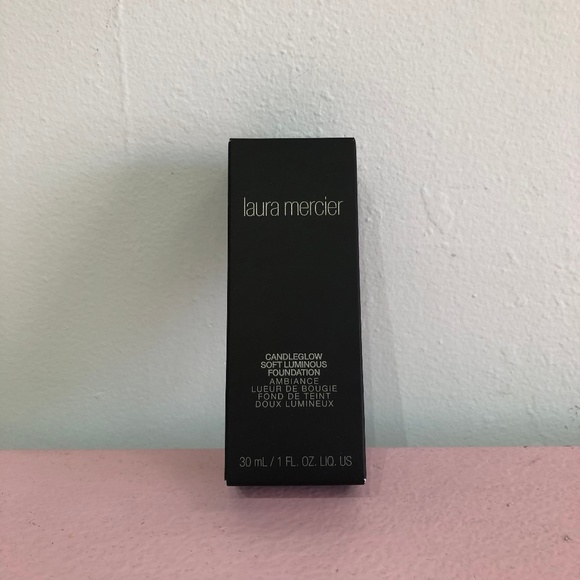 laura mercier
CANDLEGLOW
SOFT LUMINOUS
FOUNDATION
AMBIANCE
LUEUR DE BOUGIE
FOND DE TEINT
DOUX LUMINEUX
30 mL / 1 FL. OZ. LIQ. US